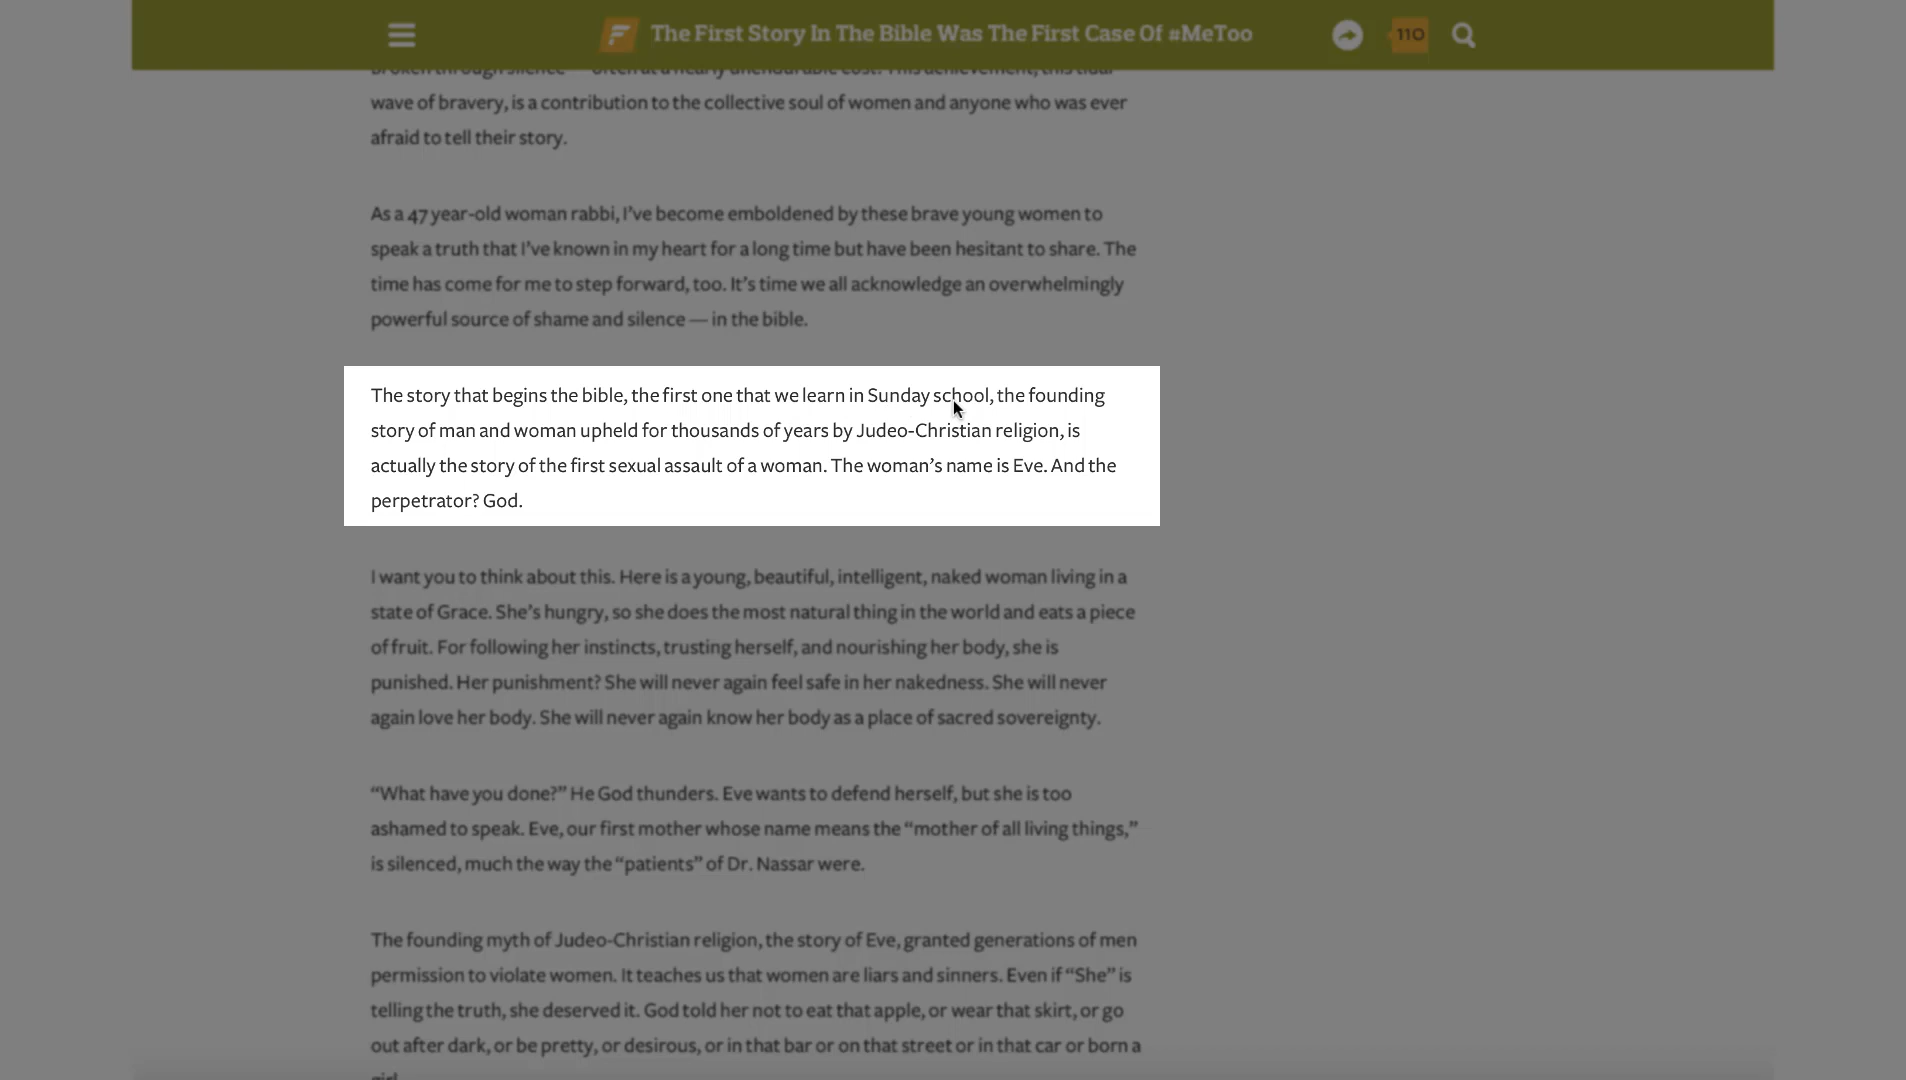 The First Story In The Bible Was The First Case Of #MeToo
110
broken through silence — often at a nearly unendurable cost. This achievement, this tidal
wave of bravery, is a contribution to the collective soul of women and anyone who was ever
afraid to tell their story.
As a 47 year-old woman rabbi, I’ve become emboldened by these brave young women to
speak a truth that I’ve known in my heart for a long time but have been hesitant to share. The
time has come for me to step forward, too. It’s time we all acknowledge an overwhelmingly
powerful source of shame and silence — in the bible.
The story that begins the bible, the first one that we learn in Sunday school, the founding
story of man and woman upheld for thousands of years by Judeo-Christian religion, is
actually the story of the first sexual assault of a woman. The woman’s name is Eve. And the
perpetrator? God.
I want you to think about this. Here is a young, beautiful, intelligent, naked woman living in a
state of Grace. She’s hungry, so she does the most natural thing in the world and eats a piece
of fruit. For following her instincts, trusting herself, and nourishing her body, she is
punished. Her punishment? She will never again feel safe in her nakedness. She will never
again love her body. She will never again know her body as a place of sacred sovereignty.
“What have you done?” He God thunders. Eve wants to defend herself, but she is too
ashamed to speak. Eve, our first mother whose name means the “mother of all living things,”
is silenced, much the way the “patients” of Dr. Nassar were.
The founding myth of Judeo-Christian religion, the story of Eve, granted generations of men
permission to violate women. It teaches us that women are liars and sinners. Even if “She” is
telling the truth, she deserved it. God told her not to eat that apple, or wear that skirt, or go
out after dark, or be pretty, or desirous, or in that bar or on that street or in that car or born a
girl.